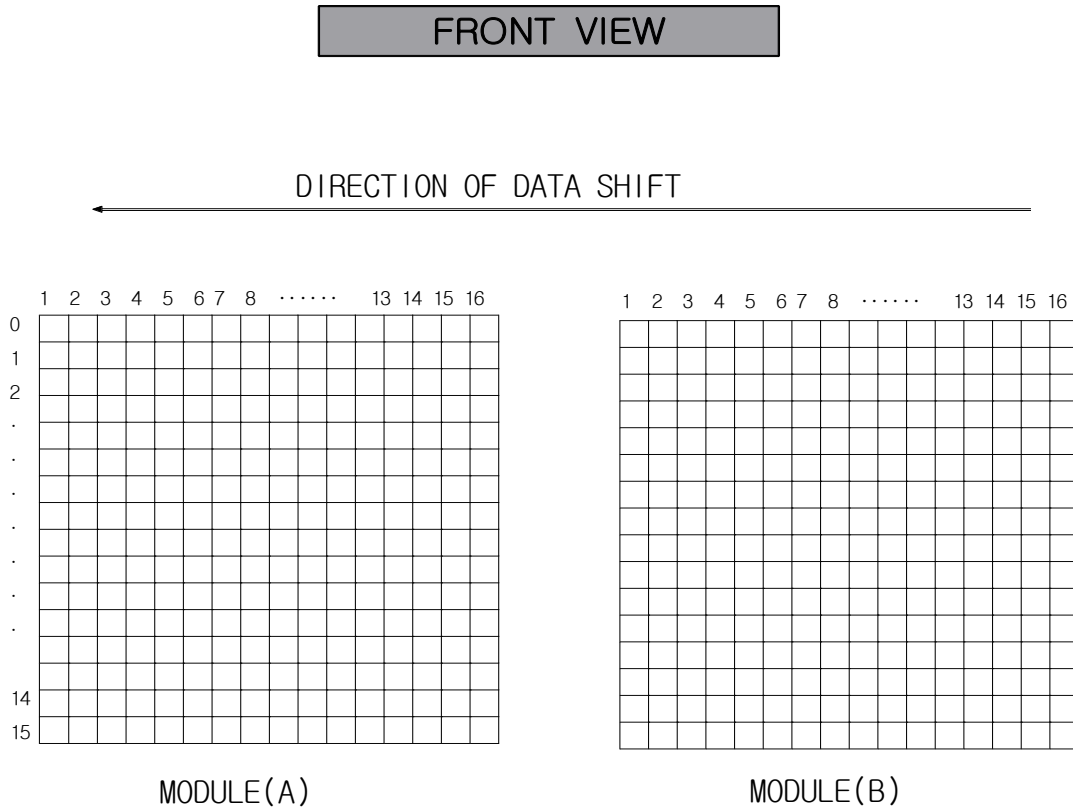 FRONT VIEW
DIRECTION OF DATA SHIFT
1 2 3 4 5 6 7 8 ······ 13 14 15 16
1 2 3 4 5 6 7 8 ······ 13 14 15 16
0
1
2
.
.
.
.
.
.
.
14
15
MODULE(A)
MODULE(B)